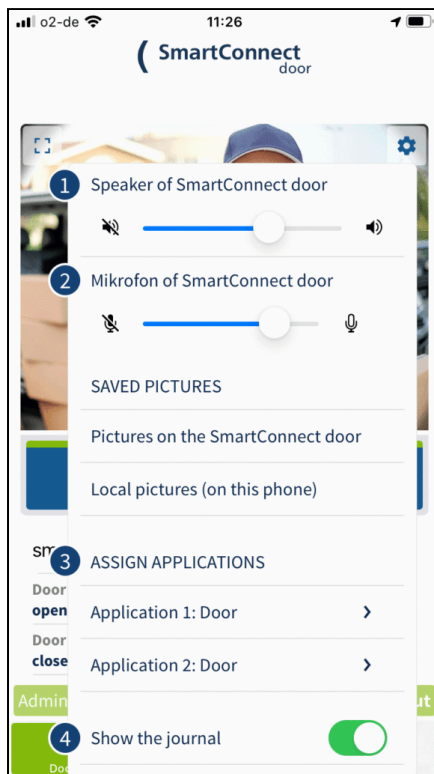 o2-de 11:26
( SmartConnect
door
1 Speaker of SmartConnect door
2 Mikrofon of SmartConnect door
SAVED PICTURES
Pictures on the SmartConnect door
Local pictures (on this phone)
3 ASSIGN APPLICATIONS
Door
open
Application 1: Door
Door
close
Application 2: Door
Admin
4 Show the journal